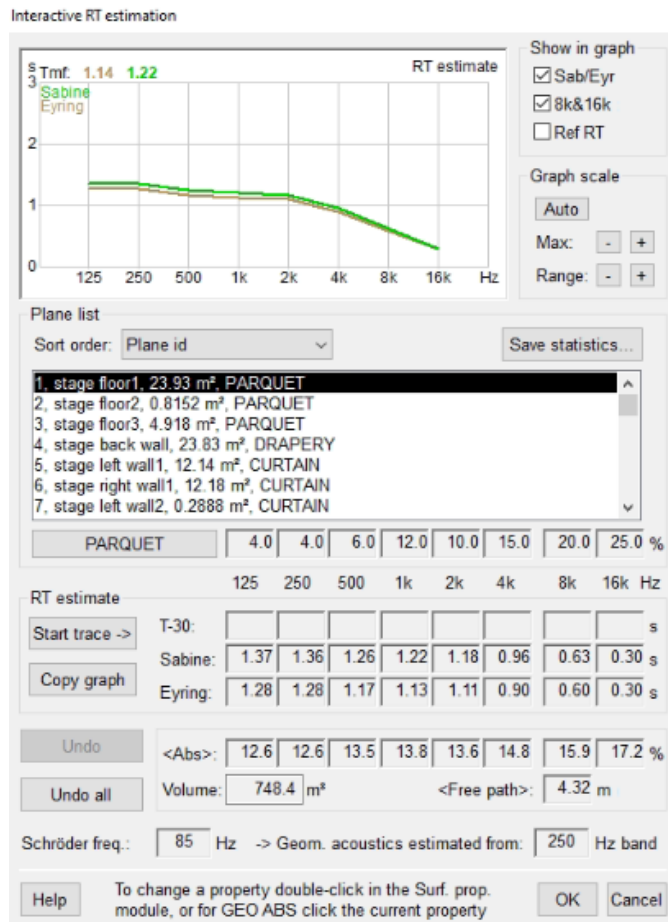 Interactive RT estimation
s Tmf: 1.14 1.22 RT estimate
3
Sabine
Eyring
2
1
0
125 250 500 1k 2k 4k 8k 16k Hz
Show in graph
Sab/Eyr
8k&16k
Ref RT
Graph scale
Auto
Max: - +
Range: - +
Plane list
Sort order: Plane id Save statistics...
1, stage floor1, 23.93 m², PARQUET
2, stage floor2, 0.8152 m², PARQUET
3, stage floor3, 4.918 m², PARQUET
4, stage back wall, 23.83 m², DRAPERY
5, stage left wall1, 12.14 m², CURTAIN
6, stage right wall1, 12.18 m², CURTAIN
7, stage left wall2, 0.2888 m², CURTAIN
PARQUET 4.0 4.0 6.0 12.0 10.0 15.0 20.0 25.0 %
125 250 500 1k 2k 4k 8k 16k Hz
RT estimate
Start trace -> T-30: s
Sabine: 1.37 1.36 1.26 1.22 1.18 0.96 0.63 0.30 s
Copy graph
Eyring: 1.28 1.28 1.17 1.13 1.11 0.90 0.60 0.30 s
Undo <Abs>: 12.6 12.6 13.5 13.8 13.6 14.8 15.9 17.2 %
Undo all Volume: 748.4 m³ <Free path>: 4.32 m
Schröder freq.: 85 Hz -> Geom. acoustics estimated from: 250 Hz band
Help To change a property double-click in the Surf. prop. OK Cancel
module, or for GEO ABS click the current property